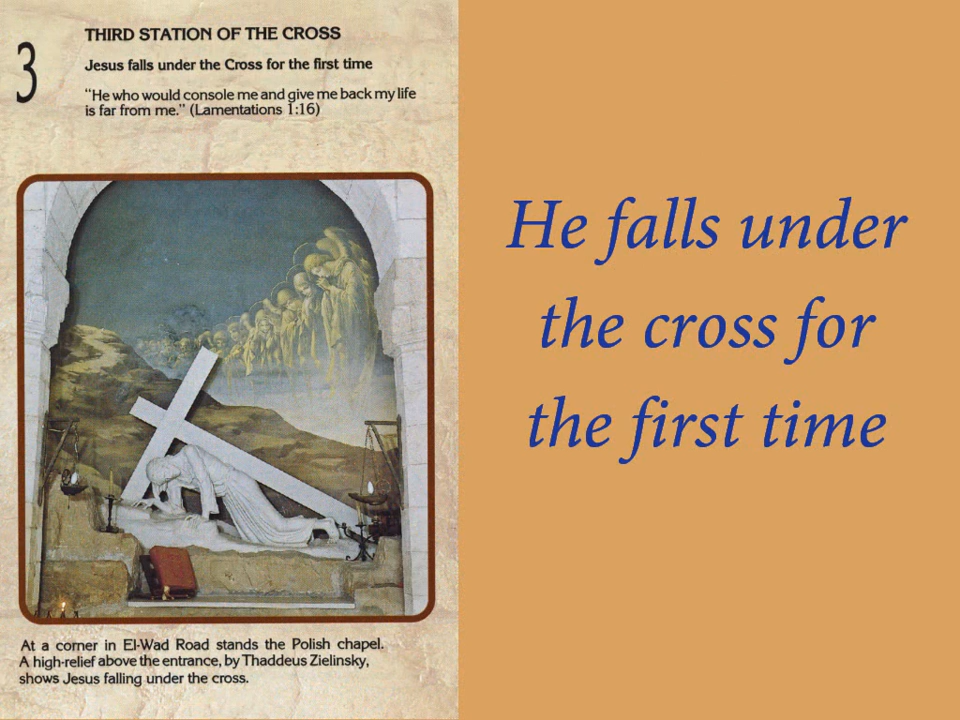 3
THIRD STATION OF THE CROSS
Jesus falls under the Cross for the first time
"He who would console me and give me back my life
is far from me." (Lamentations 1:16)
At a corner in El-Wad Road stands the Polish chapel.
A high-relief above the entrance, by Thaddeus Zielinsky,
shows Jesus falling under the cross.
He falls under
the cross for
the first time